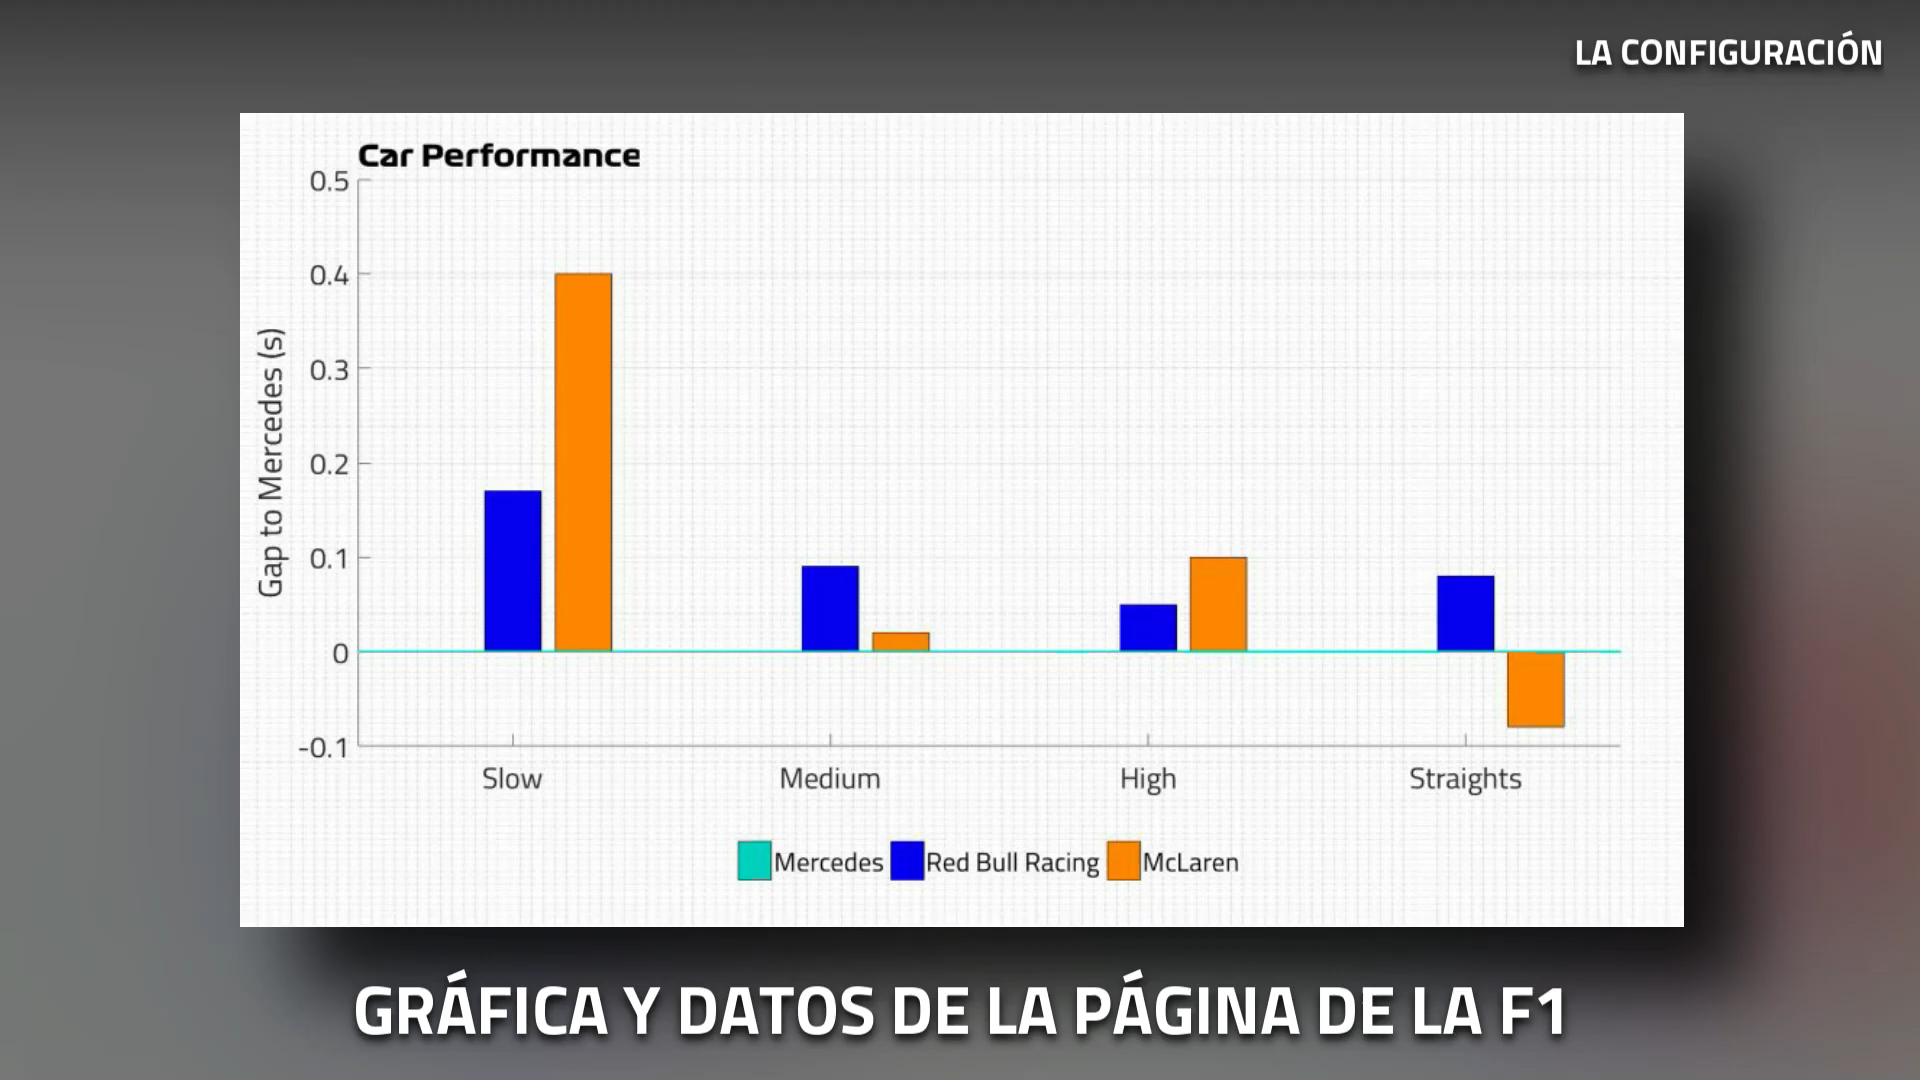 LA CONFIGURACIÓN
Car Performance
0.5
0.4
0.3
0.2
0.1
0
-0.1
Gap to Mercedes (s)
Slow Medium High Straights
Mercedes Red Bull Racing McLaren
GRÁFICA Y DATOS DE LA PÁGINA DE LA F1